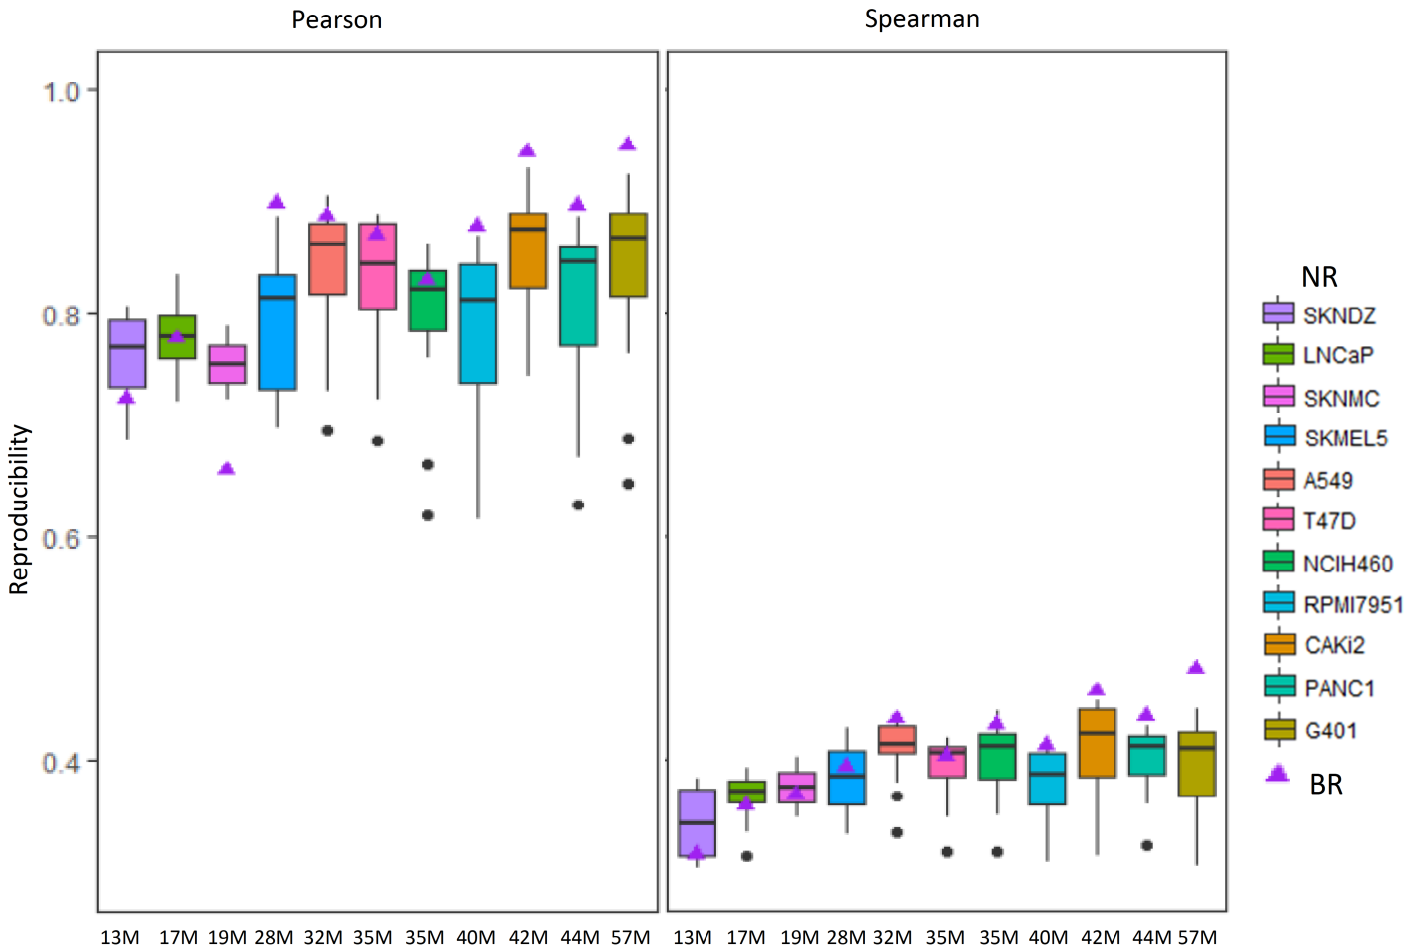 Pearson
Spearman
Reproducibility
1.0
0.8
0.6
0.4
13M 17M 19M 28M 32M 35M 35M 40M 42M 44M 57M
13M 17M 19M 28M 32M 35M 35M 40M 42M 44M 57M
NR
SKNDZ
LNCaP
SKNMC
SKMEL5
A549
T47D
NCIH460
RPMI7951
CAKi2
PANC1
G401
BR